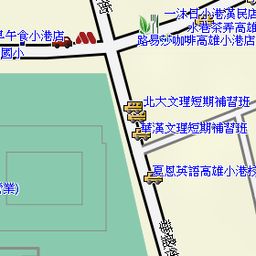 一沐日小港漢民店
水巷茶弄高雄
路易莎咖啡高雄小港店
早午食小港店
國小
北大文理短期補習班
華漢文理短期補習班
夏恩英語高雄小港校
營業)